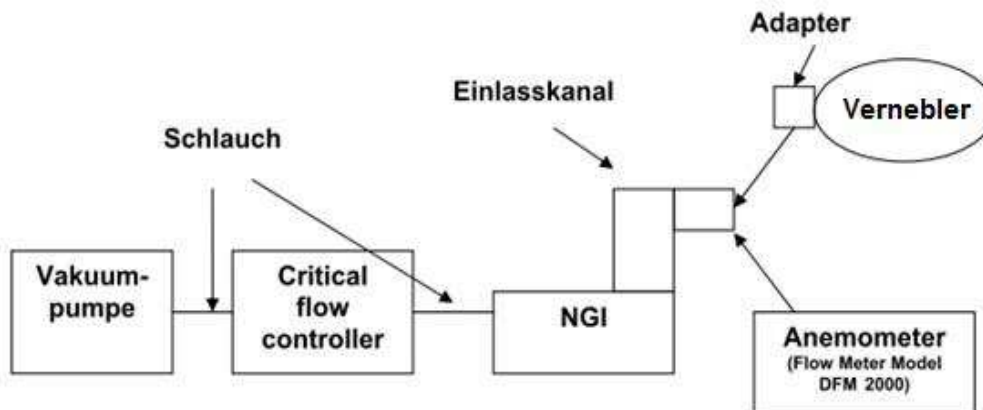 Adapter
Vernebler
Einlasskanal
Schlauch
Vakuum-
pumpe
Critical
flow
controller
NGI
Anemometer
(Flow Meter Model
DFM 2000)